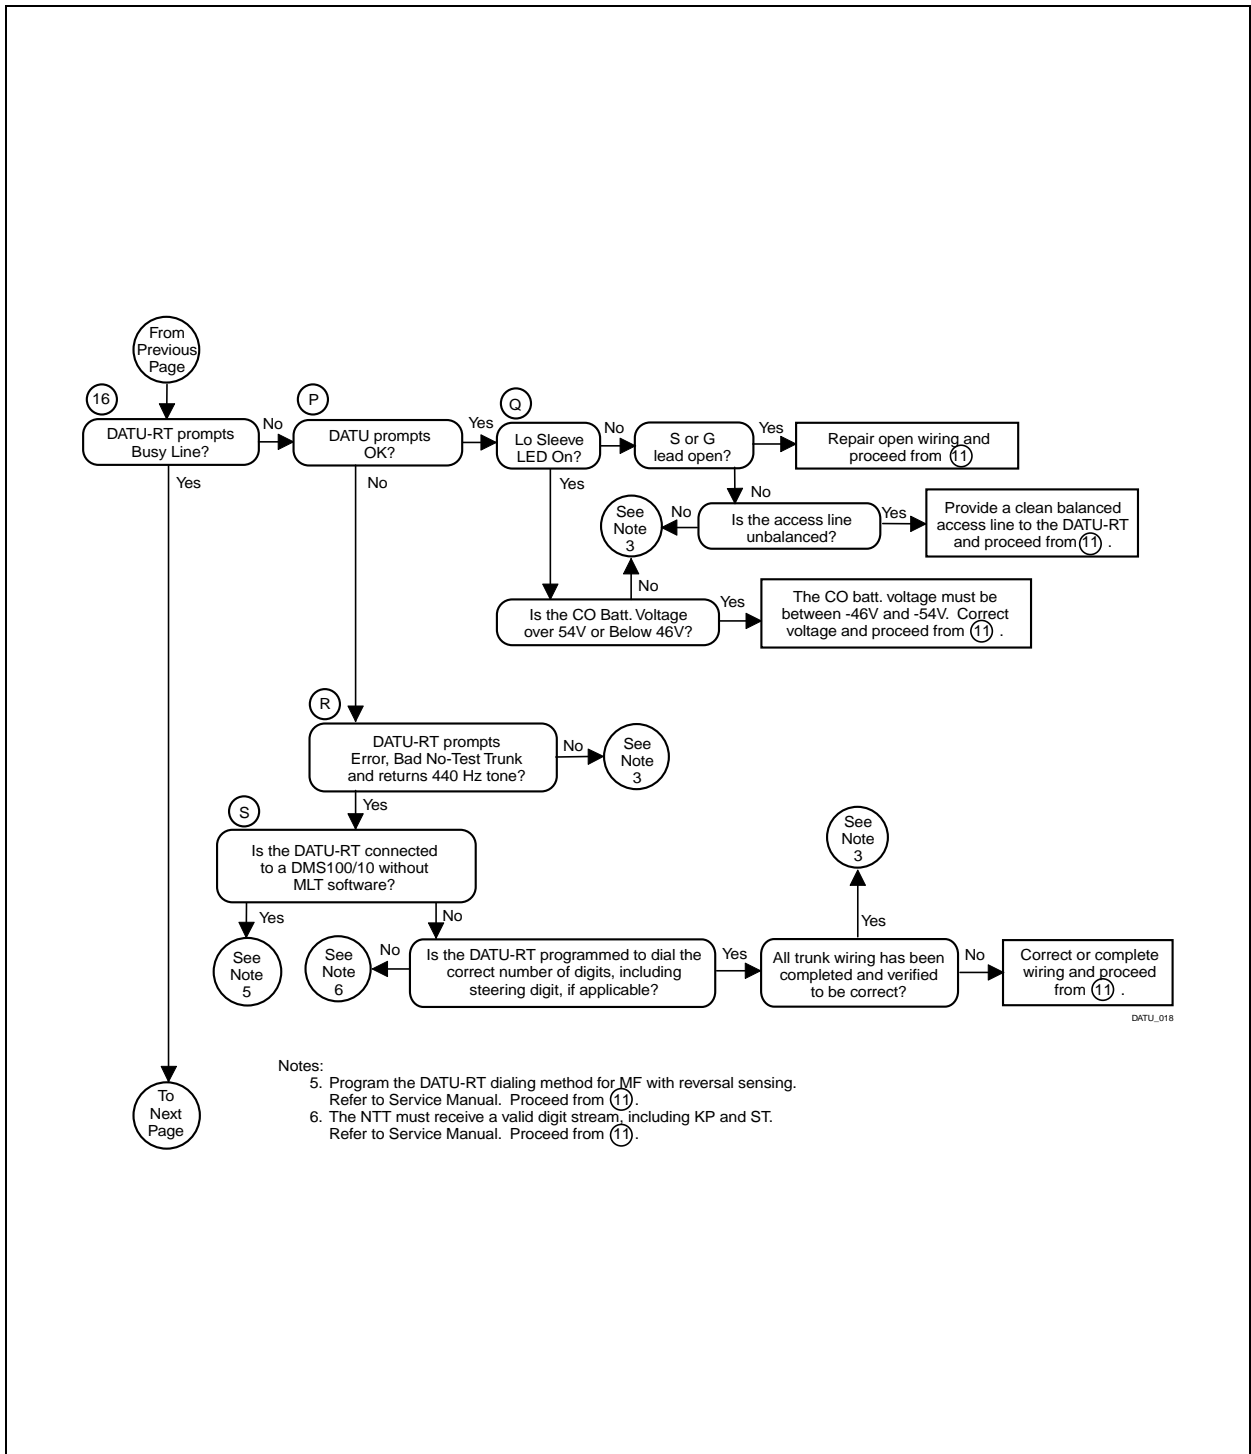 From
Previous
Page
16
DATU-RT prompts
Busy Line?
No
Yes
P
DATU prompts
OK?
Yes
No
Q
Lo Sleeve
LED On?
No
Yes
S or G
lead open?
Yes
No
Repair open wiring and
proceed from 11
See
Note
3
No
Is the access line
unbalanced?
Yes
Provide a clean balanced
access line to the DATU-RT
and proceed from 11 .
No
Is the CO Batt. Voltage
over 54V or Below 46V?
Yes
The CO batt. voltage must be
between -46V and -54V. Correct
voltage and proceed from 11 .
R
DATU-RT prompts
Error, Bad No-Test Trunk
and returns 440 Hz tone?
No
See
Note
3
Yes
S
Is the DATU-RT connected
to a DMS100/10 without
MLT software?
Yes
No
See
Note
5
See
Note
6
No
Is the DATU-RT programmed to dial the
correct number of digits, including
steering digit, if applicable?
Yes
See
Note
3
Yes
All trunk wiring has been
completed and verified
to be correct?
No
Correct or complete
wiring and proceed
from 11 .
DATU_018
To
Next
Page
Notes:
5. Program the DATU-RT dialing method for MF with reversal sensing.
Refer to Service Manual. Proceed from 11.
6. The NTT must receive a valid digit stream, including KP and ST.
Refer to Service Manual. Proceed from 11.